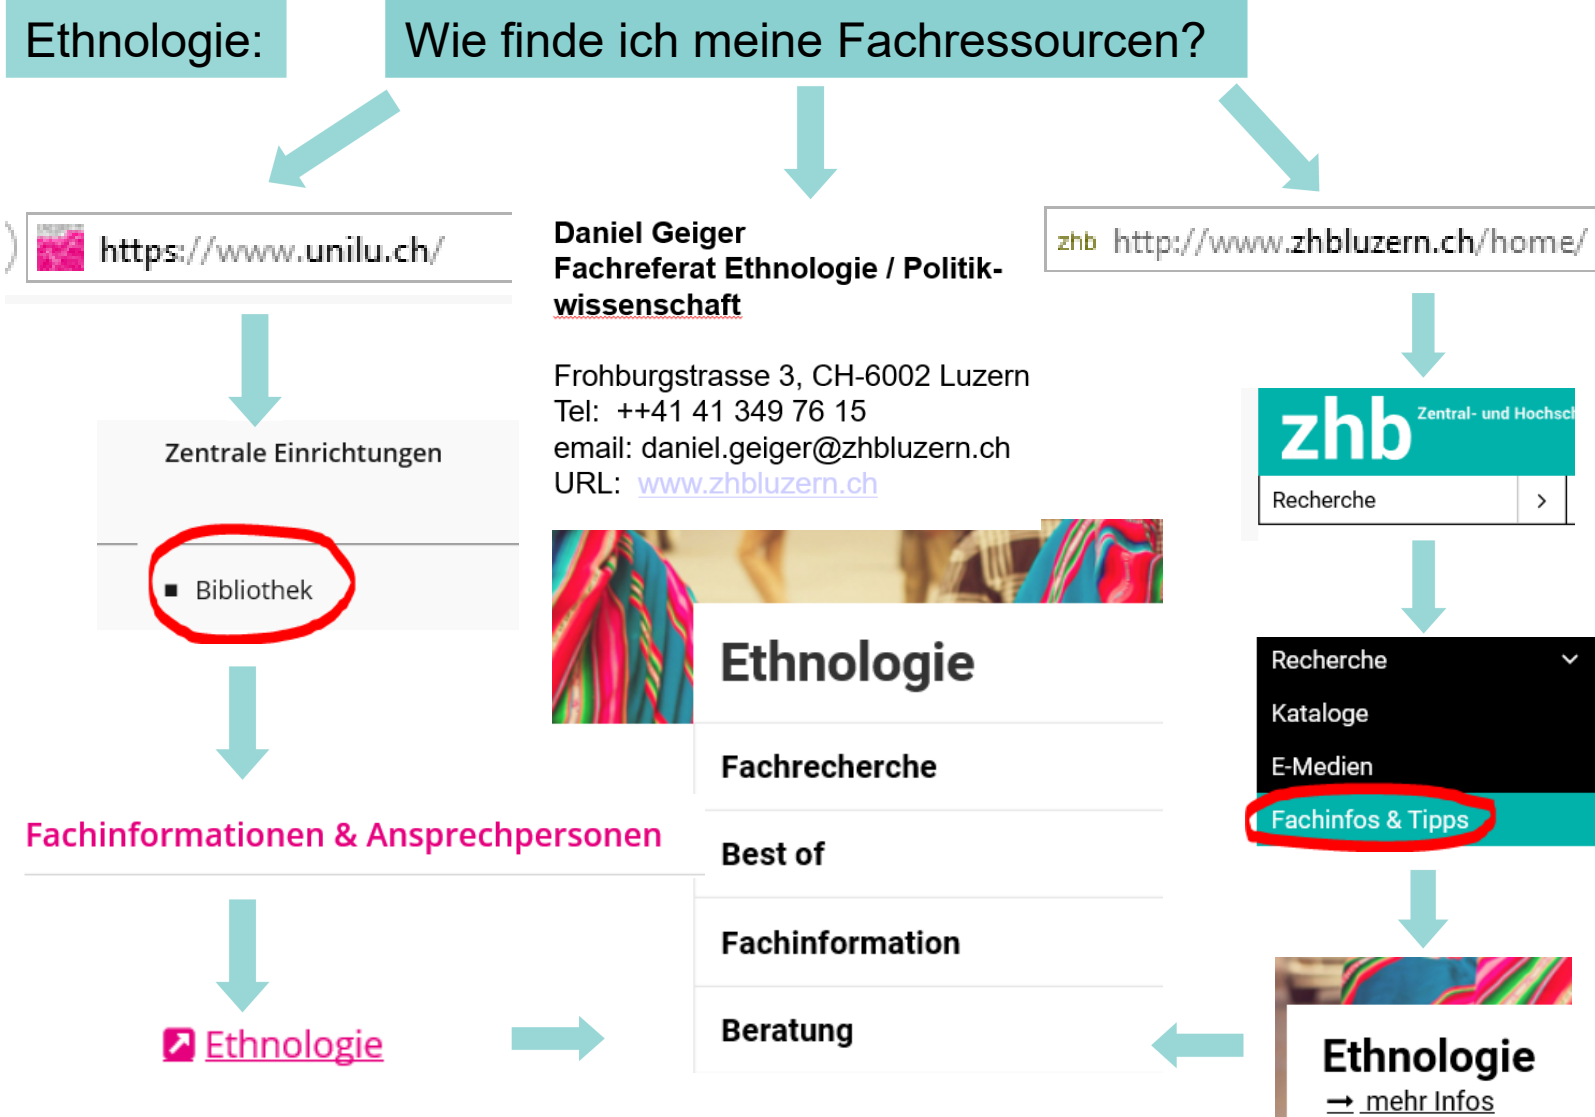 Ethnologie:
Wie finde ich meine Fachressourcen?
https://www.unilu.ch/
Zentrale Einrichtungen
Bibliothek
Fachinformationen & Ansprechpersonen
Ethnologie
Daniel Geiger
Fachreferat Ethnologie / Politik-
wissenschaft
Frohburgstrasse 3, CH-6002 Luzern
Tel: ++41 41 349 76 15
email: daniel.geiger@zhbluzern.ch
URL: www.zhbluzern.ch
Ethnologie
Fachrecherche
Best of
Fachinformation
Beratung
zhb http://www.zhbluzern.ch/home/
zhb Zentral- und Hochsch
Recherche >
Recherche
Kataloge
E-Medien
Fachinfos & Tipps
Ethnologie
→ mehr Infos